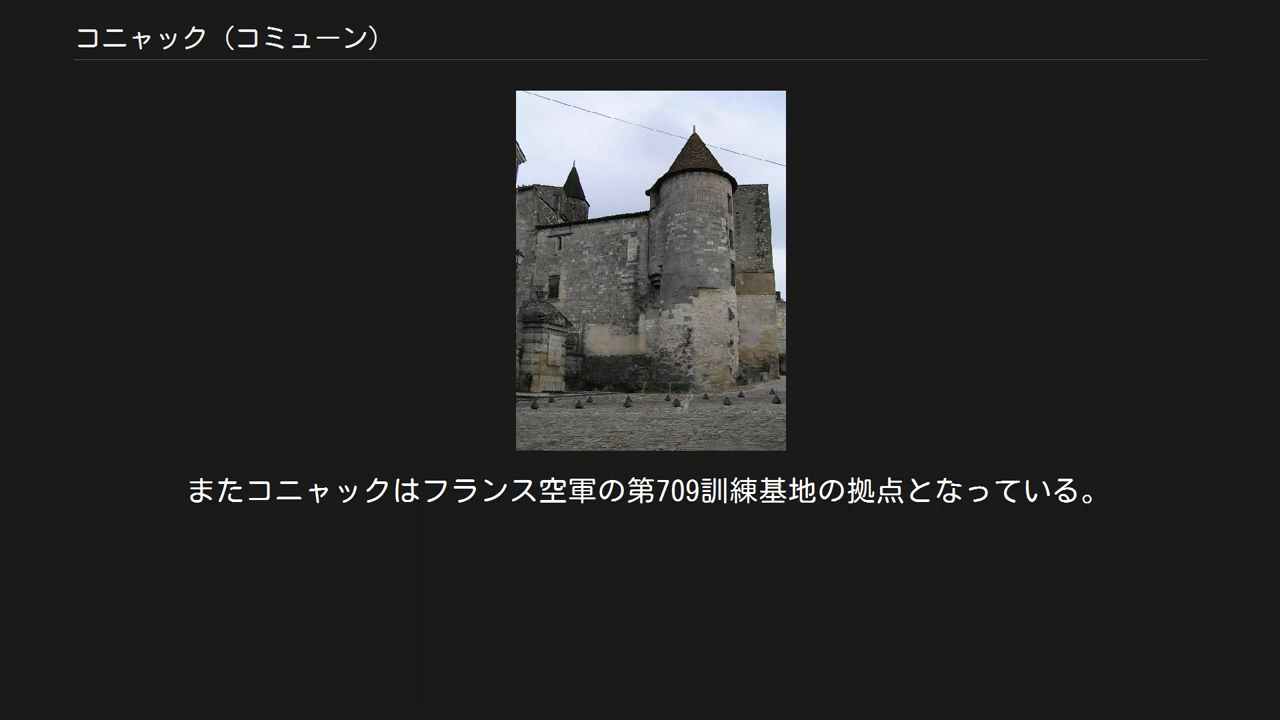 コニャック（コミューン）
またコニャックはフランス空軍の第709訓練基地の拠点となっている。